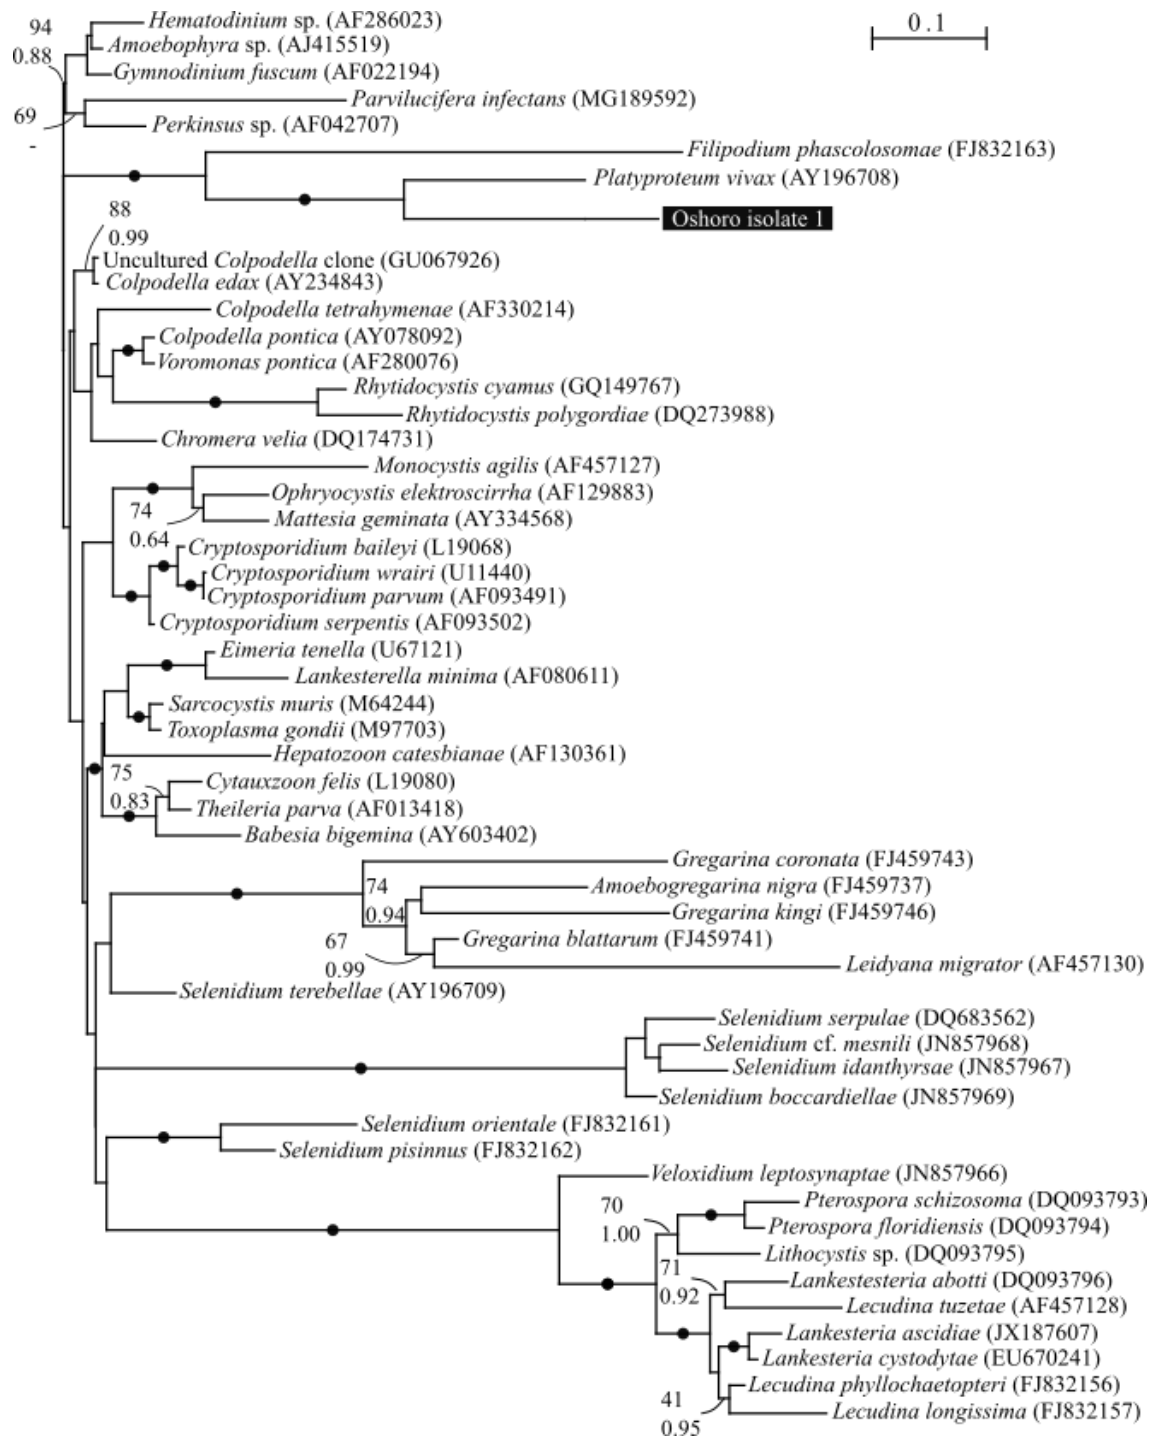 94
Hematodinium sp. (AF286023)
0.1
Amoebophyra sp. (AJ415519)
0.88
Gymnodinium fuscum (AF022194)
Parvilucifera infectans (MG189592)
69
Perkinsus sp. (AF042707)
-
Filipodium phascolosomae (FJ832163)
Platyproteum vivax (AY196708)
Oshoro isolate 1
88
0.99
Uncultured Colpodella clone (GU067926)
Colpodella edax (AY234843)
Colpodella tetrahymenae (AF330214)
Colpodella pontica (AY078092)
Voromonas pontica (AF280076)
Rhytidocystis cyamus (GQ149767)
Rhytidocystis polygordiae (DQ273988)
Chromera velia (DQ174731)
Monocystis agilis (AF457127)
Ophryocystis elektroscirrha (AF129883)
74
Mattesia geminata (AY334568)
0.64
Cryptosporidium baileyi (L19068)
Cryptosporidium wrairi (U11440)
Cryptosporidium parvum (AF093491)
Cryptosporidium serpentis (AF093502)
Eimeria tenella (U67121)
Lankesterella minima (AF080611)
Sarcocystis muris (M64244)
Toxoplasma gondii (M97703)
Hepatozoon catesbianae (AF130361)
75
Cytauxzoon felis (L19080)
0.83
Theileria parva (AF013418)
Babesia bigemina (AY603402)
Gregarina coronata (FJ459743)
74
Amoebogregarina nigra (FJ459737)
0.94
Gregarina kingi (FJ459746)
67
Gregarina blattarum (FJ459741)
0.99
Leidyana migrator (AF457130)
Selenidium terebellae (AY196709)
Selenidium serpulae (DQ683562)
Selenidium cf. mesnili (JN857968)
Selenidium idanthyrsae (JN857967)
Selenidium boccardiellae (JN857969)
Selenidium orientale (FJ832161)
Selenidium pisinnus (FJ832162)
Veloxidium leptosynaptae (JN857966)
70
Pterospora schizosoma (DQ093793)
1.00
Pterospora floridiensis (DQ093794)
Lithocystis sp. (DQ093795)
71
Lankestesteria abotti (DQ093796)
0.92
Lecudina tuzetae (AF457128)
Lankesteria ascidiae (JX187607)
Lankesteria cystodytae (EU670241)
Lecudina phyllochaetopteri (FJ832156)
41
Lecudina longissima (FJ832157)
0.95